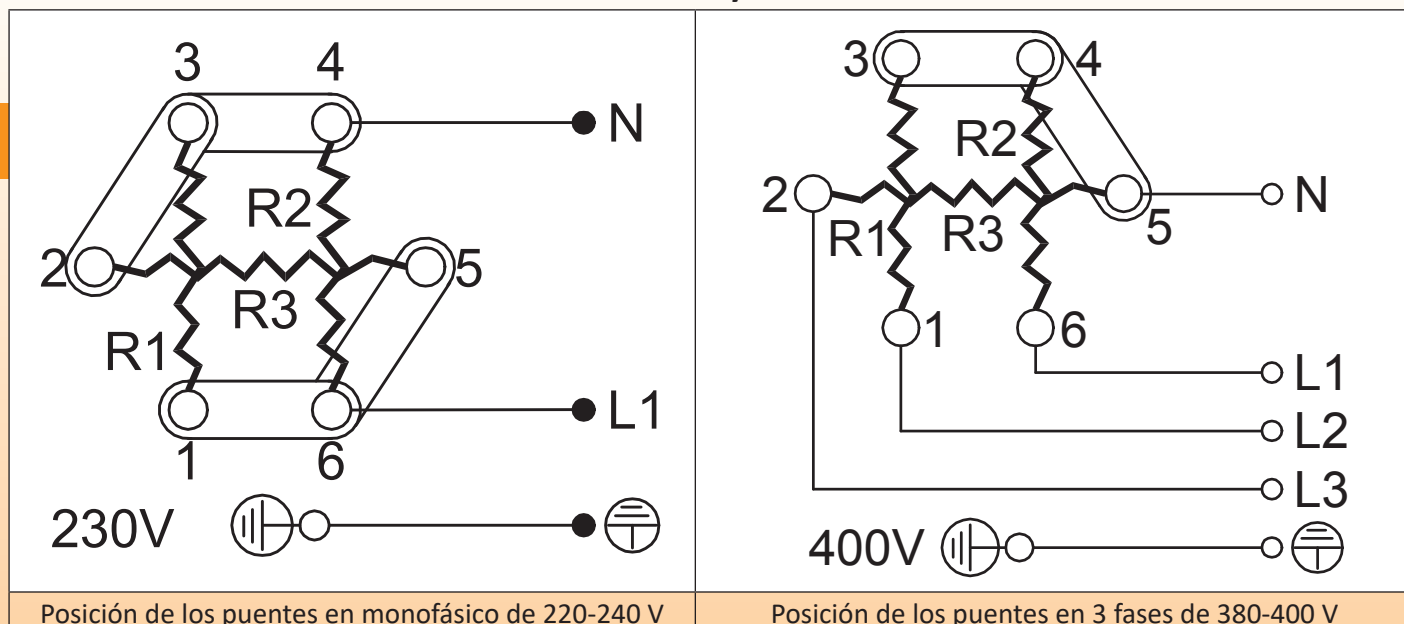 3 4
N
R2
2 5
R3
R1
L1
1 6
230V
Posición de los puentes en monofásico de 220-240 V
3 4
R2
2 N
R1 R3 5
1 6
L1
L2
L3
400V
Posición de los puentes en 3 fases de 380-400 V